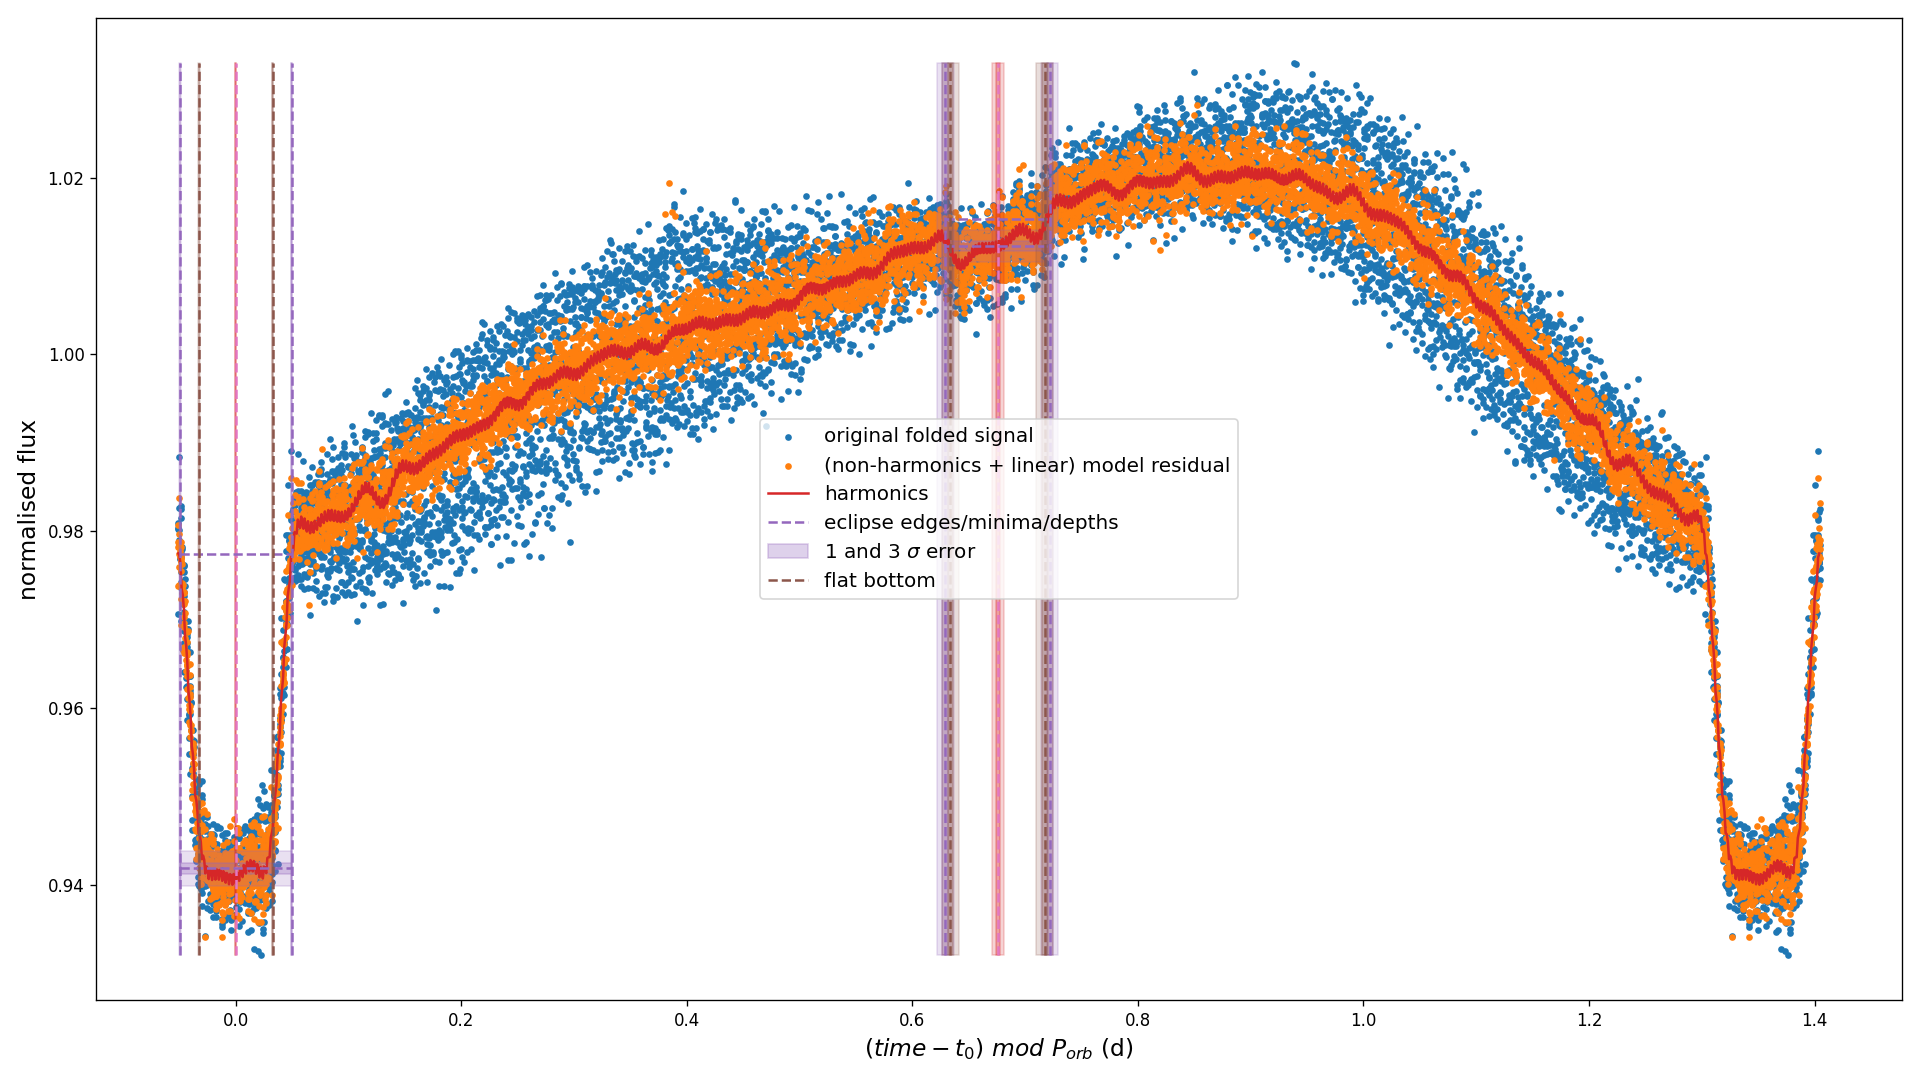 normalised flux
1.02
1.00
0.98
0.96
0.94
original folded signal
(non-harmonics + linear) model residual
harmonics
eclipse edges/minima/depths
1 and 3 σ error
flat bottom
0.0 0.2 0.4 0.6 0.8 1.0 1.2 1.4
(time − t₀) mod P_orb (d)